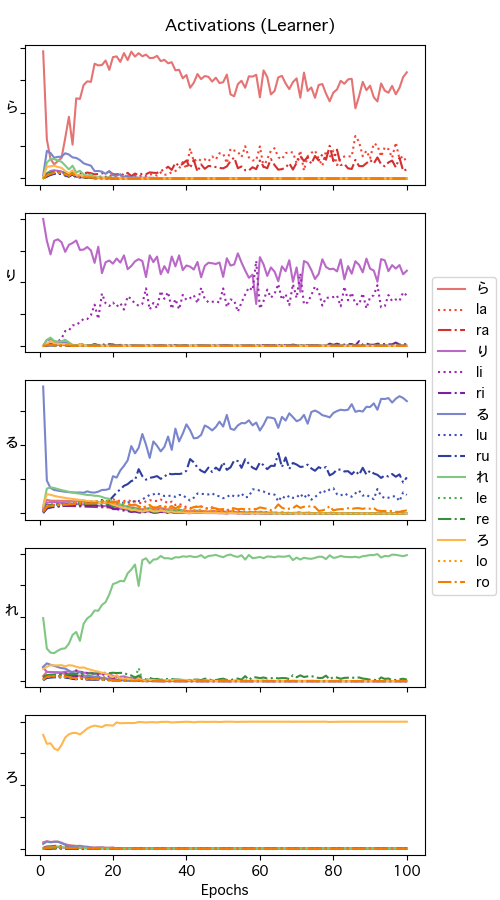 Activations (Learner)
ら
り
る
れ
ろ
0 20 40 60 80 100
Epochs
ら
la
ra
り
li
ri
る
lu
ru
れ
le
re
ろ
lo
ro